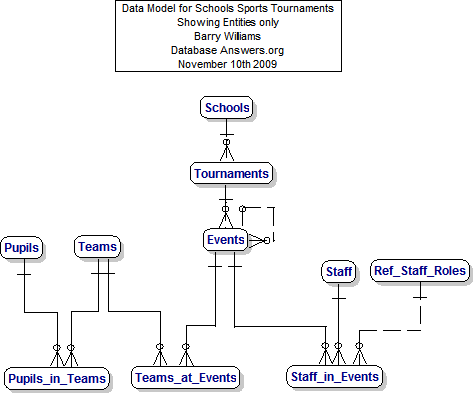 Data Model for Schools Sports Tournaments
Showing Entities only
Barry Williams
Database Answers.org
November 10th 2009
Schools
Tournaments
Events
Pupils
Teams
Staff
Ref_Staff_Roles
Pupils_in_Teams
Teams_at_Events
Staff_in_Events